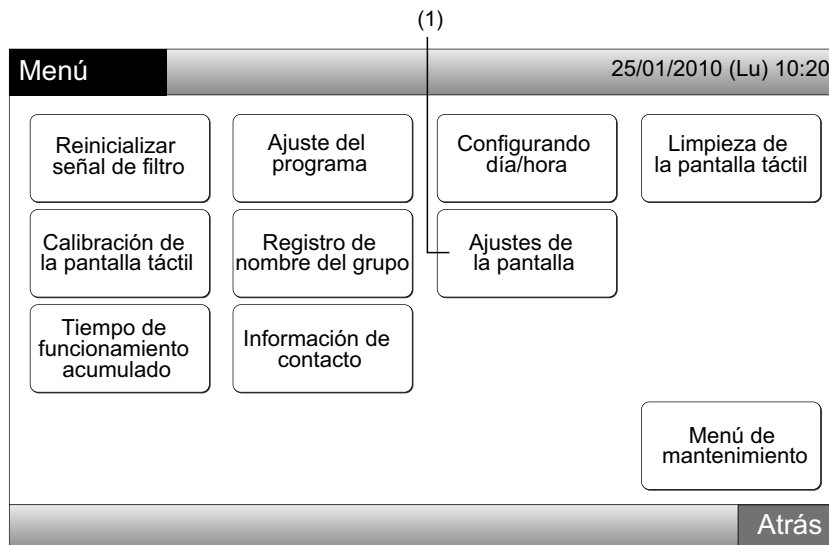 (1)
Menú
25/01/2010 (Lu) 10:20
Reinicializar
señal de filtro
Ajuste del
programa
Configurando
día/hora
Limpieza de
la pantalla táctil
Calibración de
la pantalla táctil
Registro de
nombre del grupo
Ajustes de
la pantalla
Tiempo de
funcionamiento
acumulado
Información de
contacto
Menú de
mantenimiento
Atrás